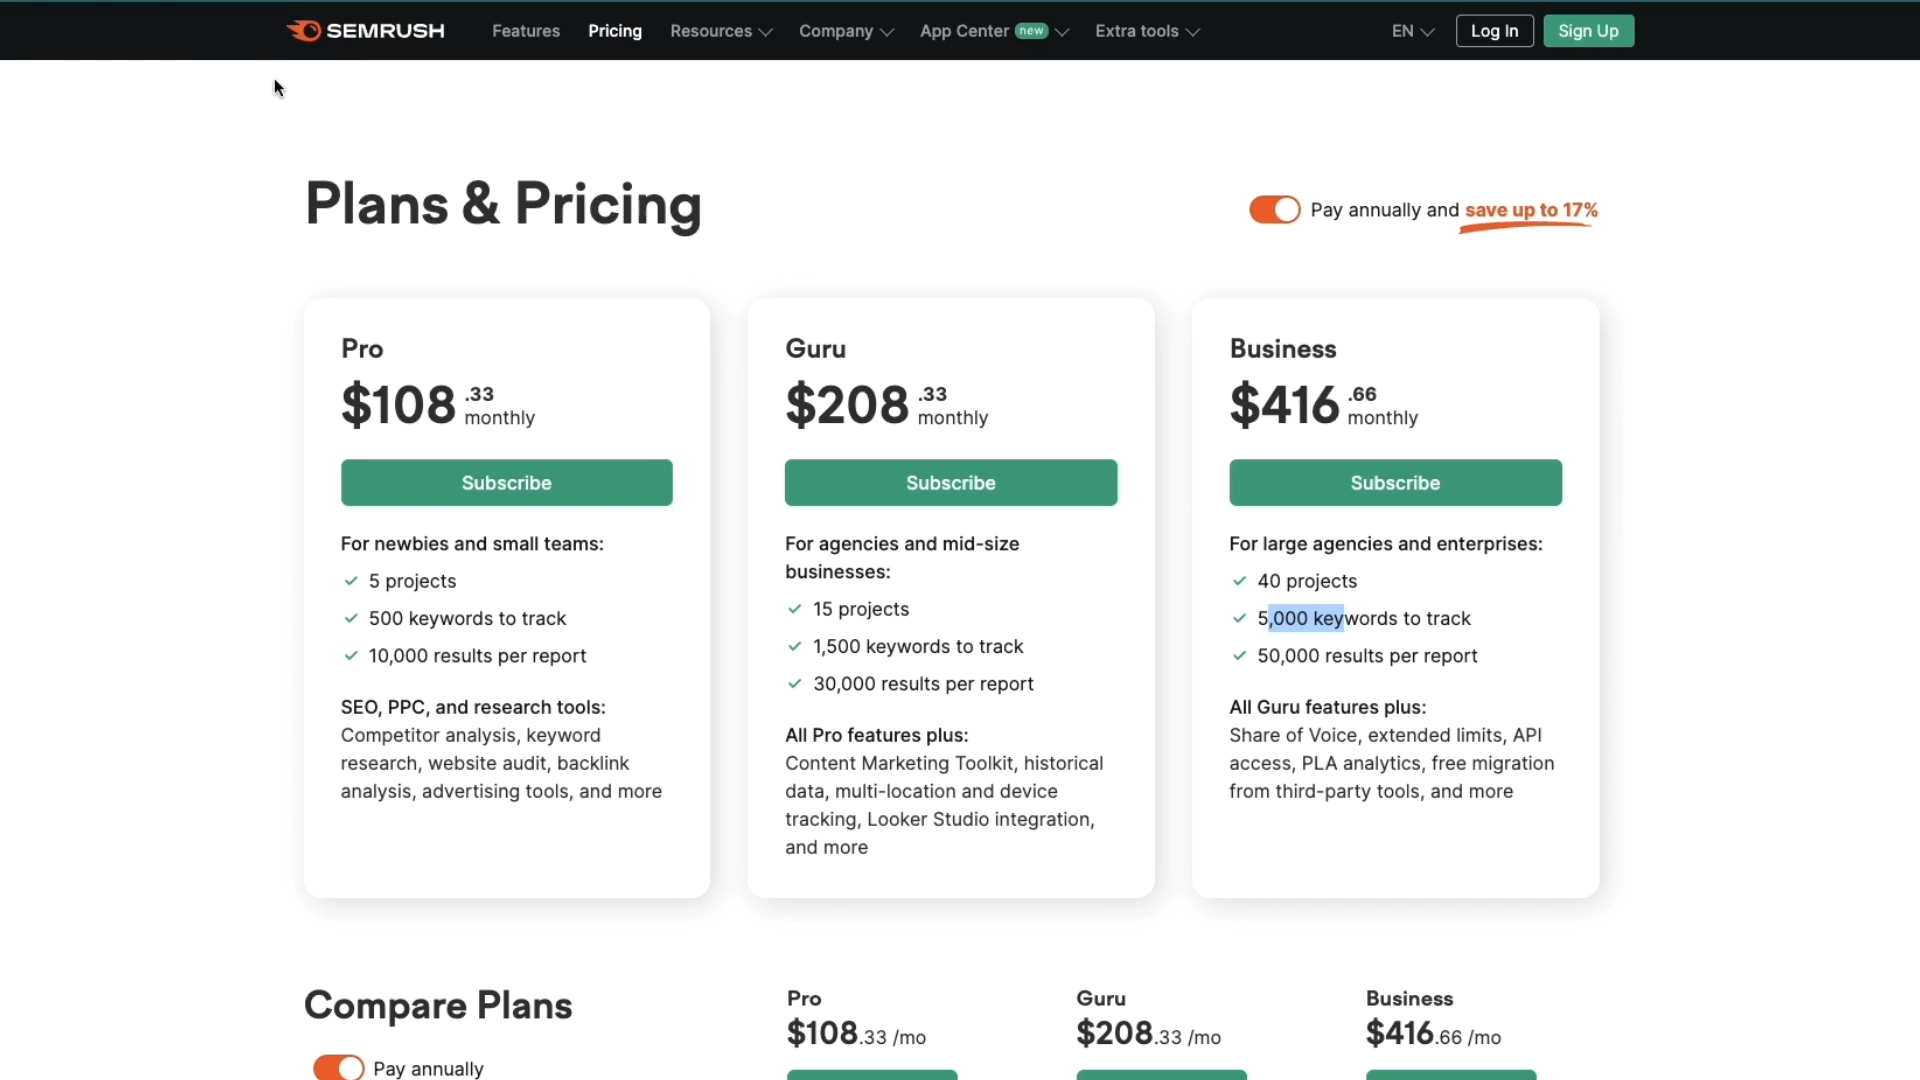 SEMRUSH Features Pricing Resources Company App Center new Extra tools EN Log In Sign Up
Plans & Pricing
Pay annually and save up to 17%
Pro
$108 .33
monthly
Subscribe
For newbies and small teams:
5 projects
500 keywords to track
10,000 results per report
SEO, PPC, and research tools:
Competitor analysis, keyword
research, website audit, backlink
analysis, advertising tools, and more
Guru
$208 .33
monthly
Subscribe
For agencies and mid-size
businesses:
15 projects
1,500 keywords to track
30,000 results per report
All Pro features plus:
Content Marketing Toolkit, historical
data, multi-location and device
tracking, Looker Studio integration,
and more
Business
$416 .66
monthly
Subscribe
For large agencies and enterprises:
40 projects
5,000 keywords to track
50,000 results per report
All Guru features plus:
Share of Voice, extended limits, API
access, PLA analytics, free migration
from third-party tools, and more
Compare Plans
Pay annually
Pro
$108.33 /mo
Guru
$208.33 /mo
Business
$416.66 /mo